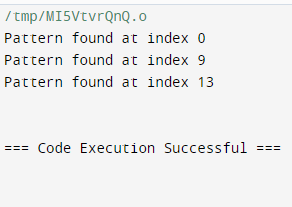 /tmp/MI5VtvrQnQ.o
Pattern found at index 0
Pattern found at index 9
Pattern found at index 13
=== Code Execution Successful ===